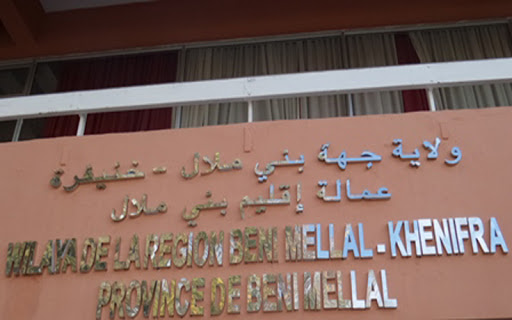 ولاية جهة بني ملال - خنيفرة
عمالة إقليم بني ملال
WILAYA DE LA REGION BENI MELLAL - KHENIFRA
PROVINCE DE BENI MELLAL